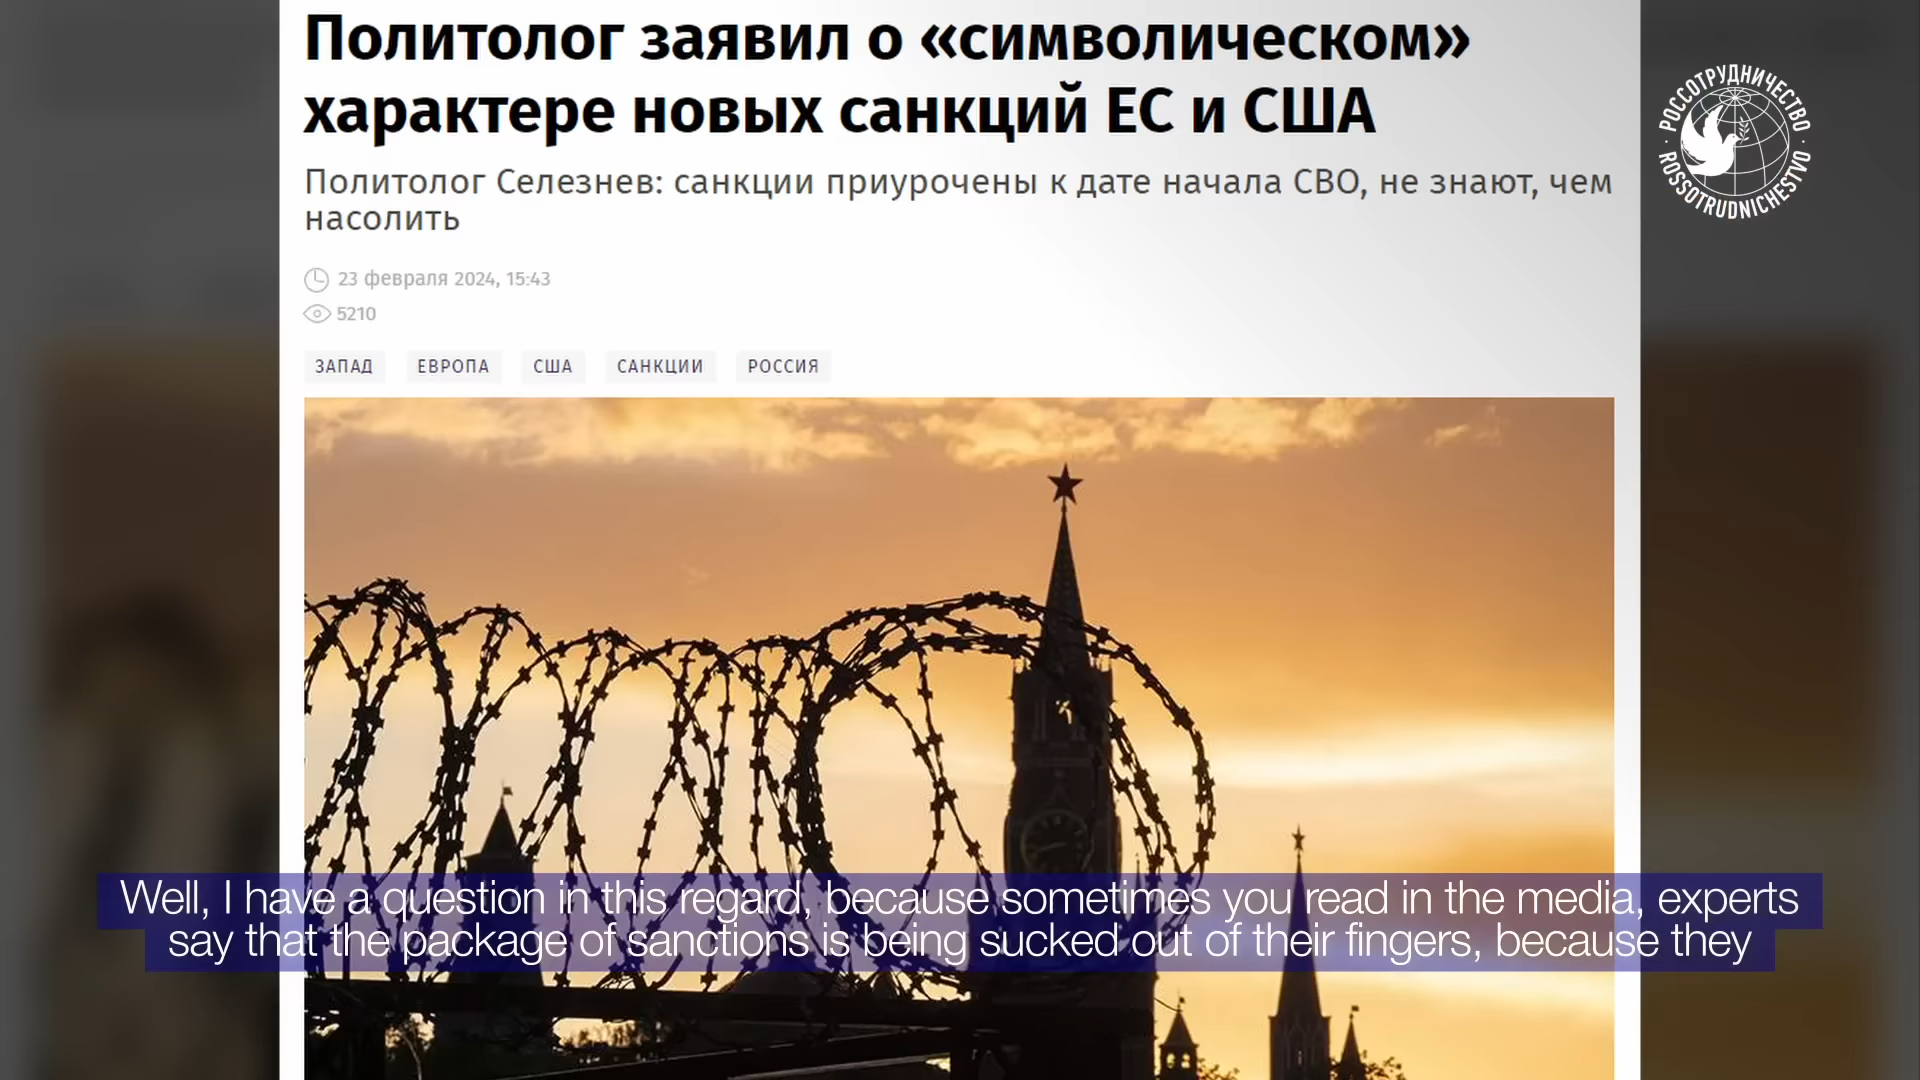 Политолог заявил о «символическом»
характере новых санкций ЕС и США
Политолог Селезнев: санкции приурочены к дате начала СВО, не знают, чем
насолить
23 февраля 2024, 15:43
5210
ЗАПАД ЕВРОПА США САНКЦИИ РОССИЯ
РОССОТРУДНИЧЕСТВО
ROSSOTRUDNICHESTVO
Well, I have a question in this regard, because sometimes you read in the media, experts
say that the package of sanctions is being sucked out of their fingers, because they